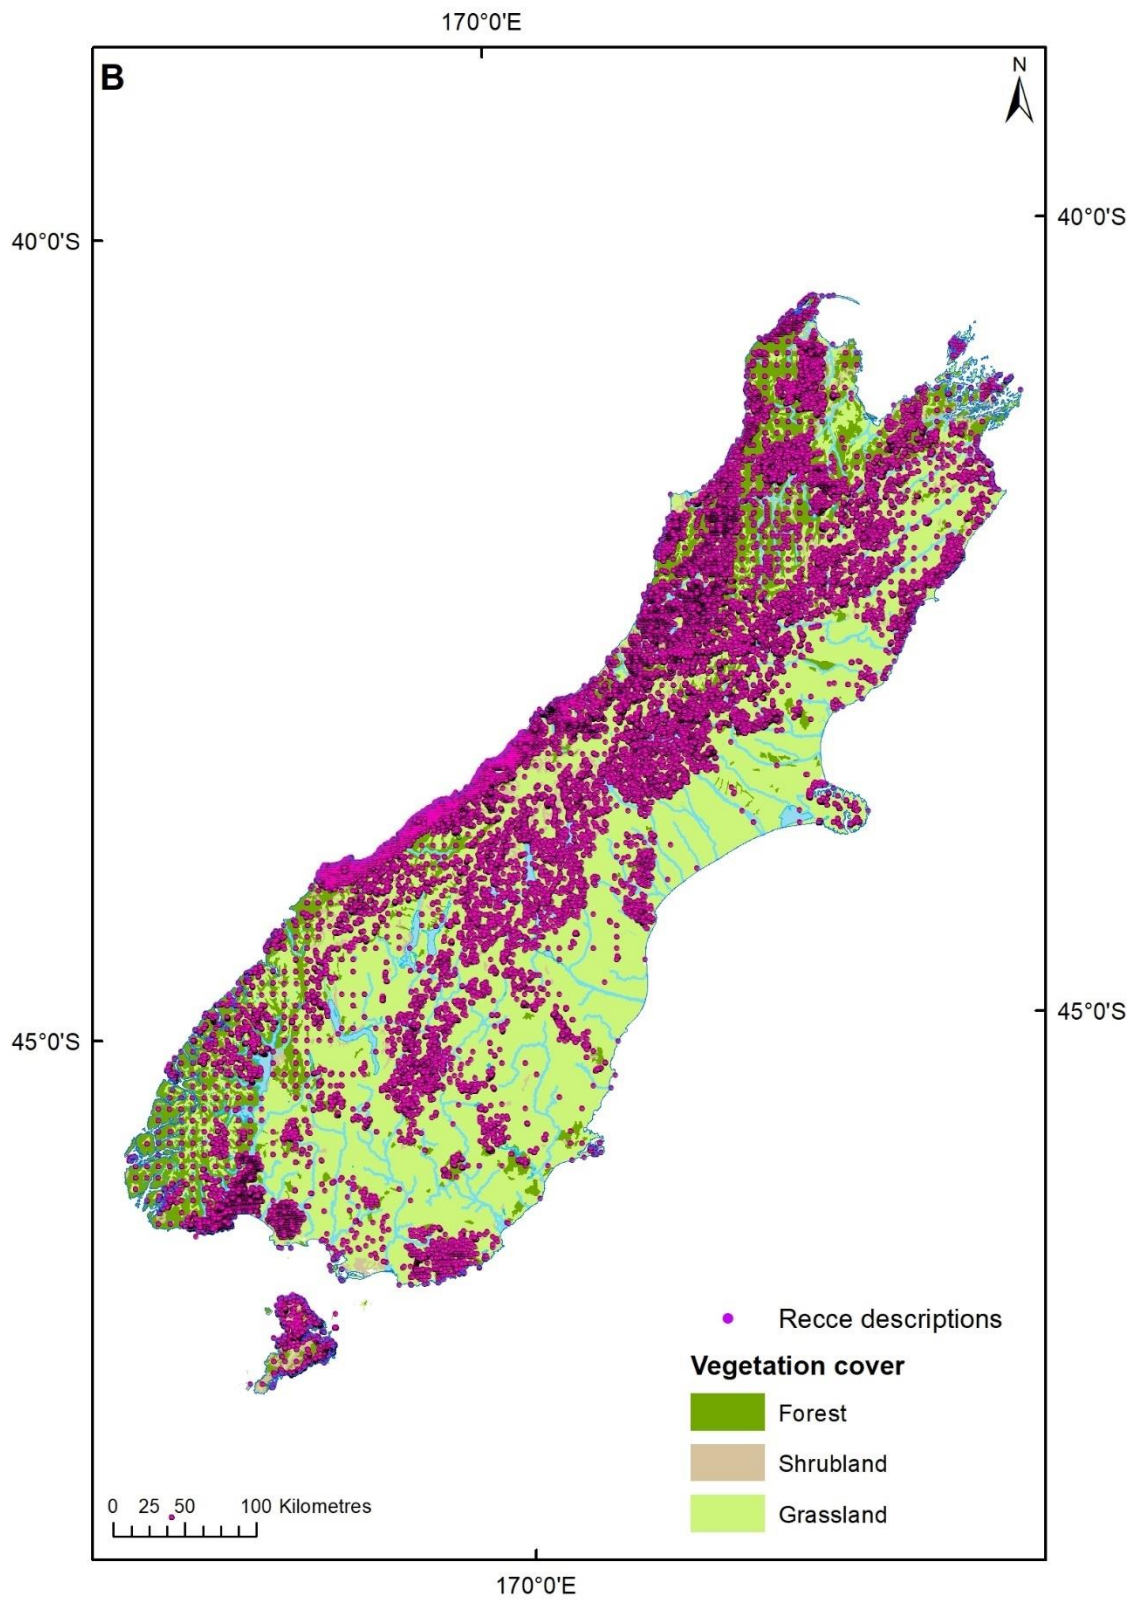 170°0'E
B
N
40°0'S
40°0'S
45°0'S
45°0'S
Recce descriptions
Vegetation cover
Forest
Shrubland
Grassland
0 25 50 100 Kilometres
170°0'E